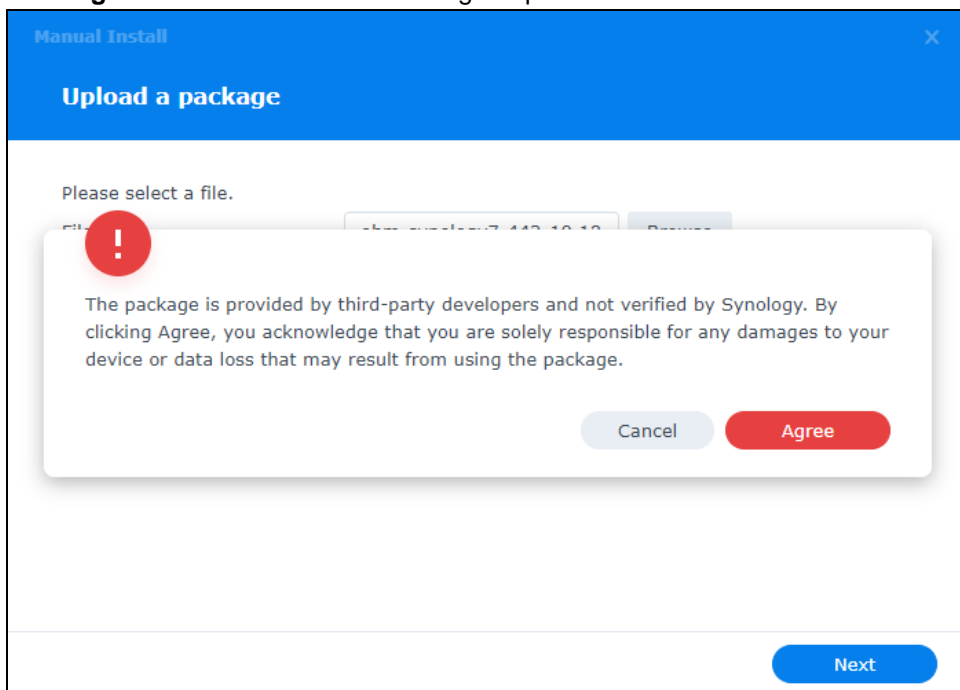 Manual Install
Upload a package
Please select a file.
The package is provided by third-party developers and not verified by Synology. By
clicking Agree, you acknowledge that you are solely responsible for any damages to your
device or data loss that may result from using the package.
Cancel Agree
Next